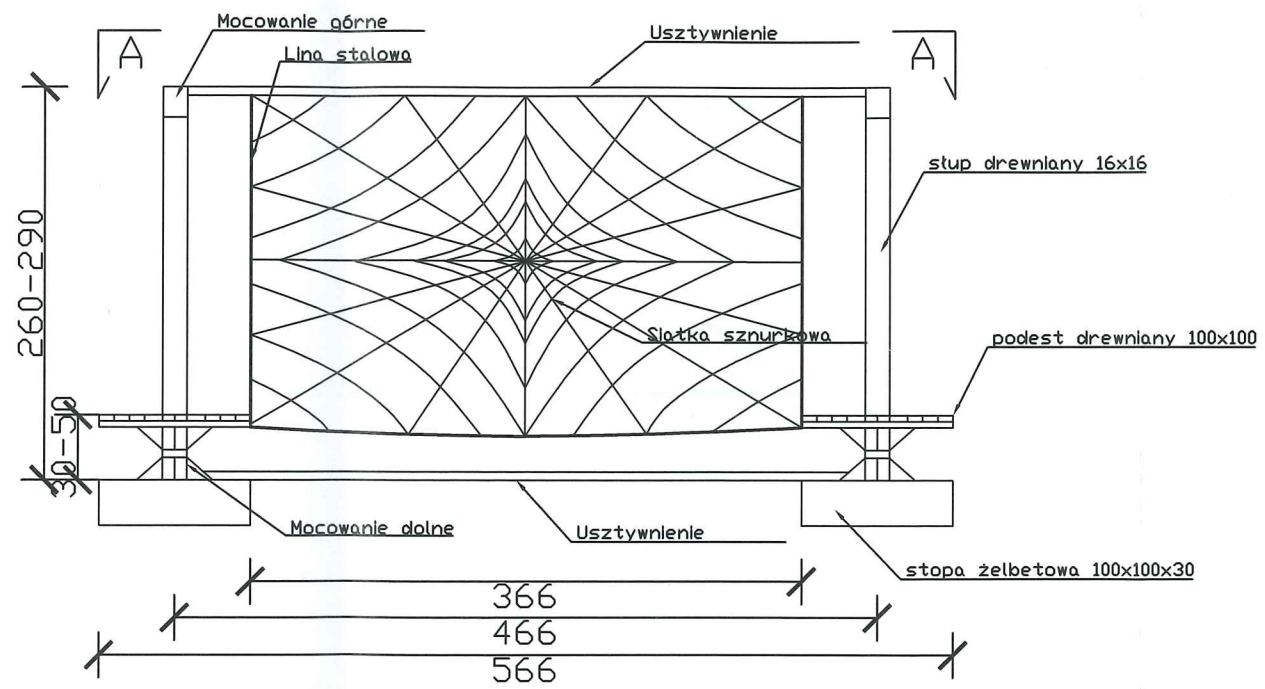 Mocowanie górne
Usztywnienie
A
Lina stalowa
A
słup drewniany 16x16
260-290
Siatka sznurkowa
podest drewniany 100x100
30-50
Mocowanie dolne
Usztywnienie
stopa żelbetowa 100x100x30
366
466
566